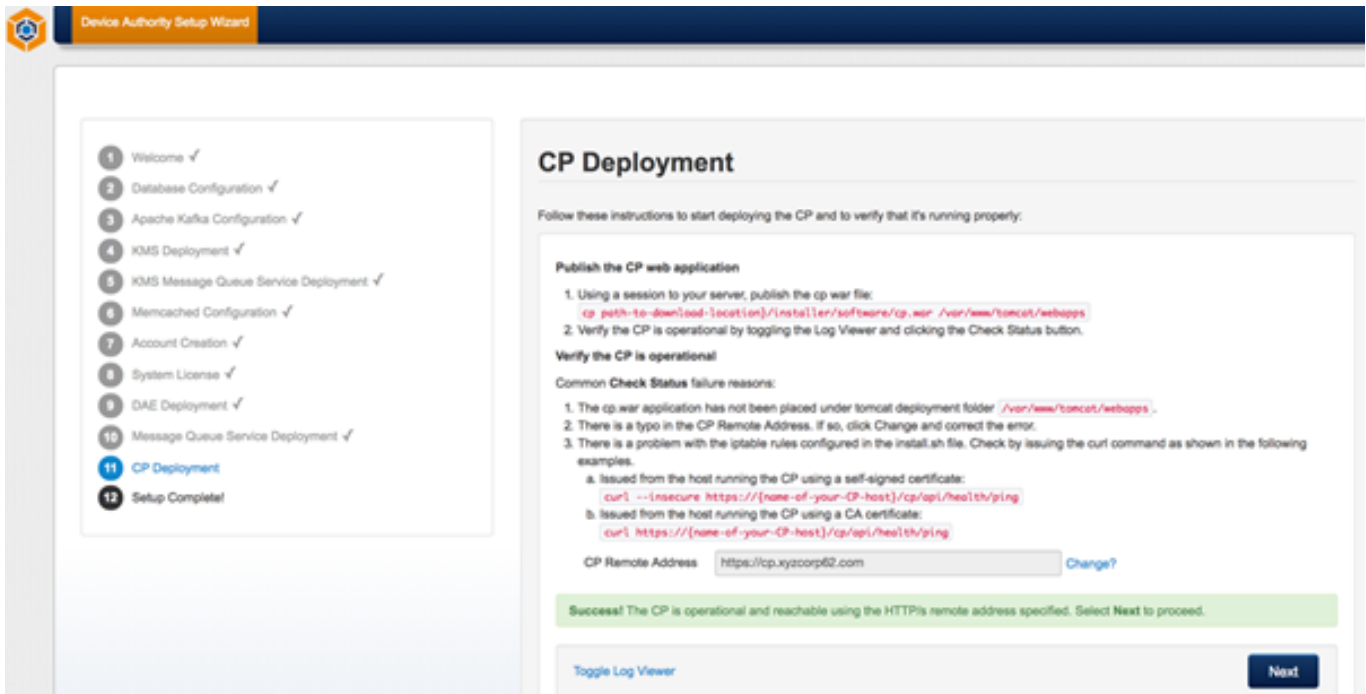 Device Authority Setup Wizard
1 Welcome ✓
2 Database Configuration ✓
3 Apache Kafka Configuration ✓
4 KMS Deployment ✓
5 KMS Message Queue Service Deployment ✓
6 Memcached Configuration ✓
7 Account Creation ✓
8 System License ✓
9 DAE Deployment ✓
10 Message Queue Service Deployment ✓
11 CP Deployment
12 Setup Complete!
CP Deployment
Follow these instructions to start deploying the CP and to verify that it's running properly:
Publish the CP web application
1. Using a session to your server, publish the cp war file:
cp path-to-download-location}/installer/software/cp.war /var/www/tomcat/webapps
2. Verify the CP is operational by toggling the Log Viewer and clicking the Check Status button.
Verify the CP is operational
Common Check Status failure reasons:
1. The cp.war application has not been placed under tomcat deployment folder /var/www/tomcat/webapps .
2. There is a typo in the CP Remote Address. If so, click Change and correct the error.
3. There is a problem with the iptable rules configured in the install.sh file. Check by issuing the curl command as shown in the following
examples.
a. Issued from the host running the CP using a self-signed certificate:
curl --insecure https://{name-of-your-CP-host}/cp/api/health/ping
b. Issued from the host running the CP using a CA certificate:
curl https://{name-of-your-CP-host}/cp/api/health/ping
CP Remote Address https://cp.xyzcorp62.com Change?
Success! The CP is operational and reachable using the HTTP/s remote address specified. Select Next to proceed.
Toggle Log Viewer Next